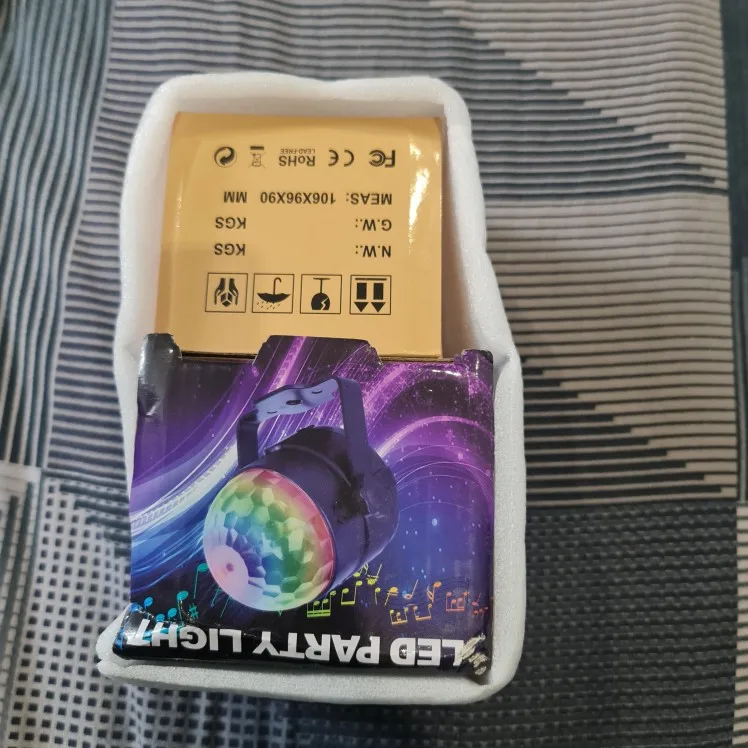 LED PARTY LIGHT
N.W.: KGS
G.W.: KGS
MEAS: 106X96X90 MM
FC CE RoHS
LEAD-FREE